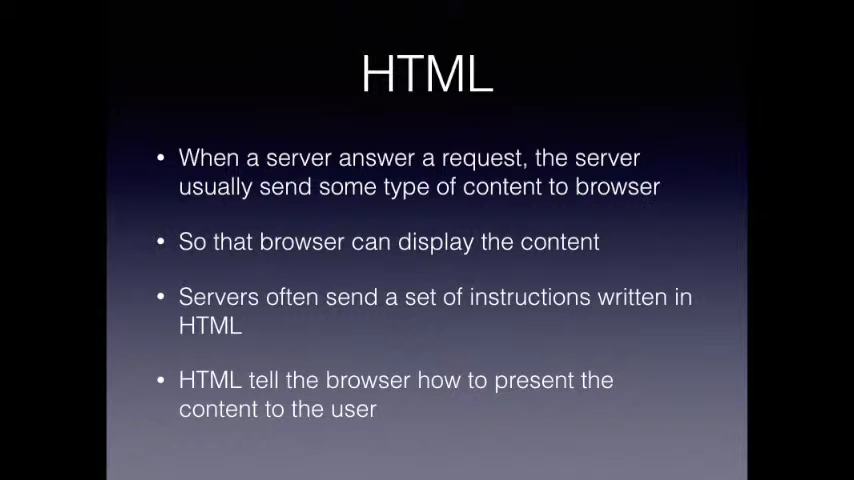 HTML
• When a server answer a request, the server
usually send some type of content to browser
• So that browser can display the content
• Servers often send a set of instructions written in
HTML
• HTML tell the browser how to present the
content to the user